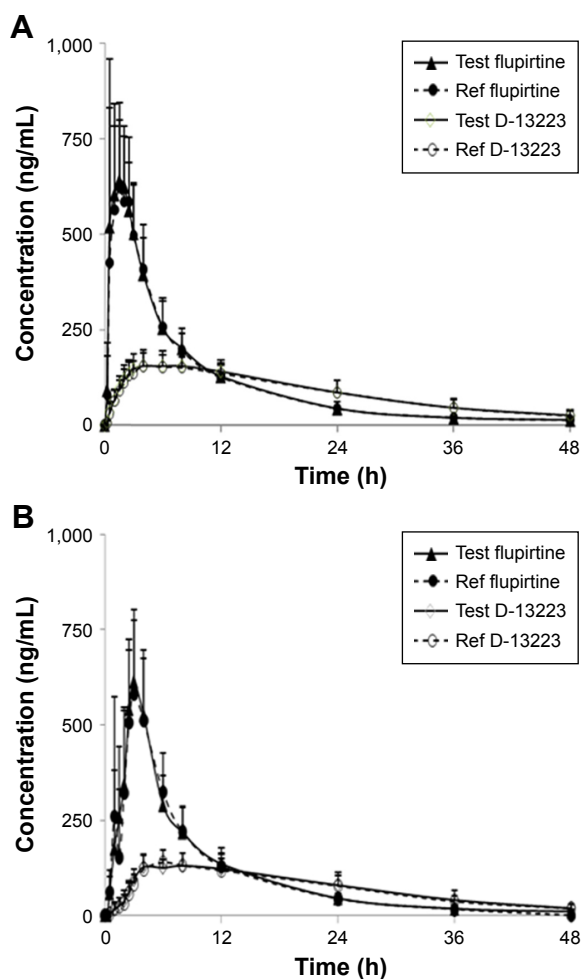 A
1,000
750
500
250
0
Concentration (ng/mL)
Test flupirtine
Ref flupirtine
Test D-13223
Ref D-13223
0
12
24
36
48
Time (h)
B
1,000
750
500
250
0
Concentration (ng/mL)
Test flupirtine
Ref flupirtine
Test D-13223
Ref D-13223
0
12
24
36
48
Time (h)